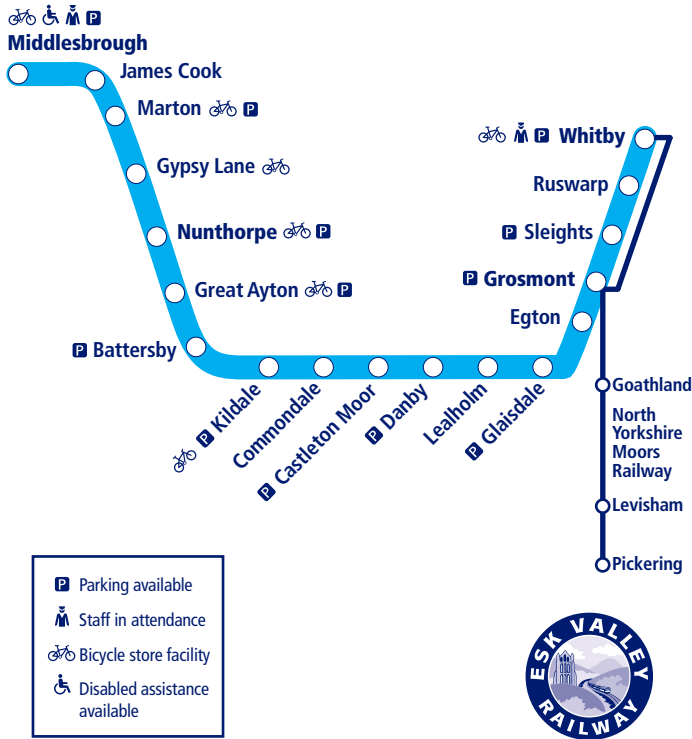 Middlesbrough
James Cook
Marton P
Gypsy Lane
Nunthorpe P
Great Ayton P
P Battersby
P Kildale
Commondale
P Castleton Moor
P Danby
Lealholm
P Glaisdale
Egton
P Grosmont
P Sleights
Ruswarp
P Whitby
Goathland
North
Yorkshire
Moors
Railway
Levisham
Pickering
P Parking available
Staff in attendance
Bicycle store facility
Disabled assistance
available
ESK VALLEY
RAILWAY